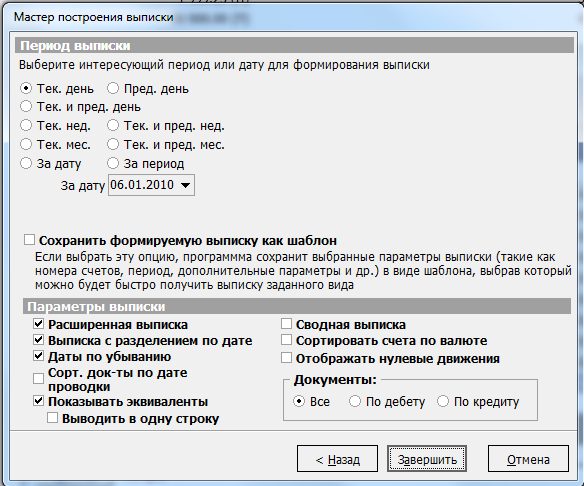 Мастер построения выписки
Период выписки
Выберите интересующий период или дату для формирования выписки
Тек. день Пред. день
Тек. и пред. день
Тек. нед. Тек. и пред. нед.
Тек. мес. Тек. и пред. мес.
За дату За период
За дату 06.01.2010
Сохранить формируемую выписку как шаблон
Если выбрать эту опцию, программма сохранит выбранные параметры выписки (такие как
номера счетов, период, дополнительные параметры и др.) в виде шаблона, выбрав который
можно будет быстро получить выписку заданного вида
Параметры выписки
Расширенная выписка
Выписка с разделением по дате
Даты по убыванию
Сорт. док-ты по дате
проводки
Показывать эквиваленты
Выводить в одну строку
Сводная выписка
Сортировать счета по валюте
Отображать нулевые движения
Документы:
Все По дебету По кредиту
< Назад Завершить Отмена